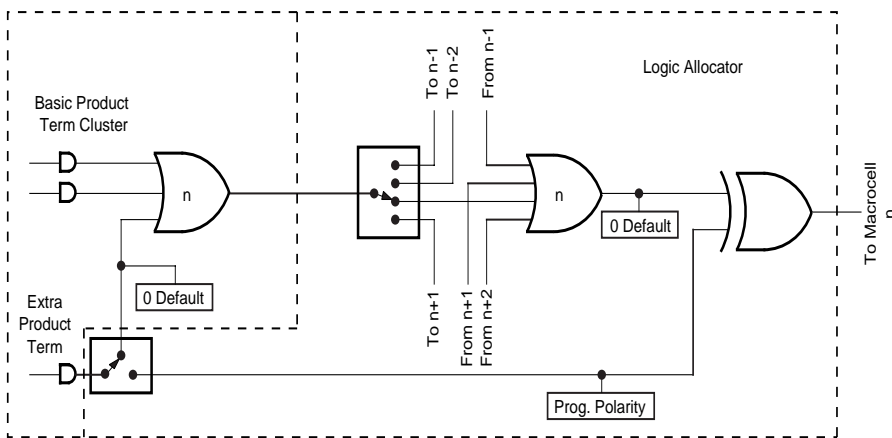 Logic Allocator
Basic Product
Term Cluster
n
To n-1
To n-2
From n-1
n
0 Default
To Macrocell
n
0 Default
To n+1
From n+1
From n+2
Extra
Product
Term
Prog. Polarity